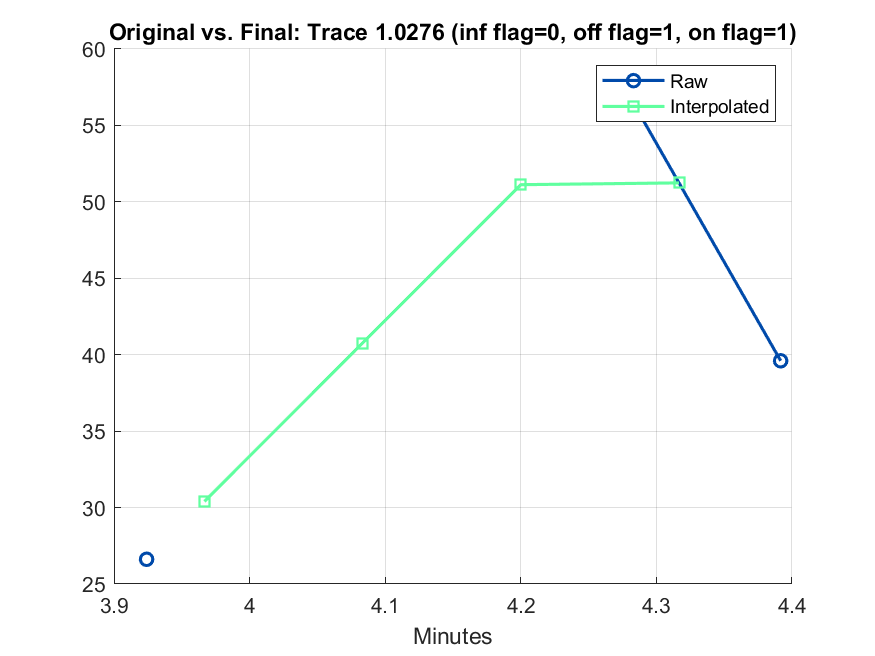 Original vs. Final: Trace 1.0276 (inf flag=0, off flag=1, on flag=1)
60
55
50
45
40
35
30
25
Raw
Interpolated
3.9 4 4.1 4.2 4.3 4.4
Minutes